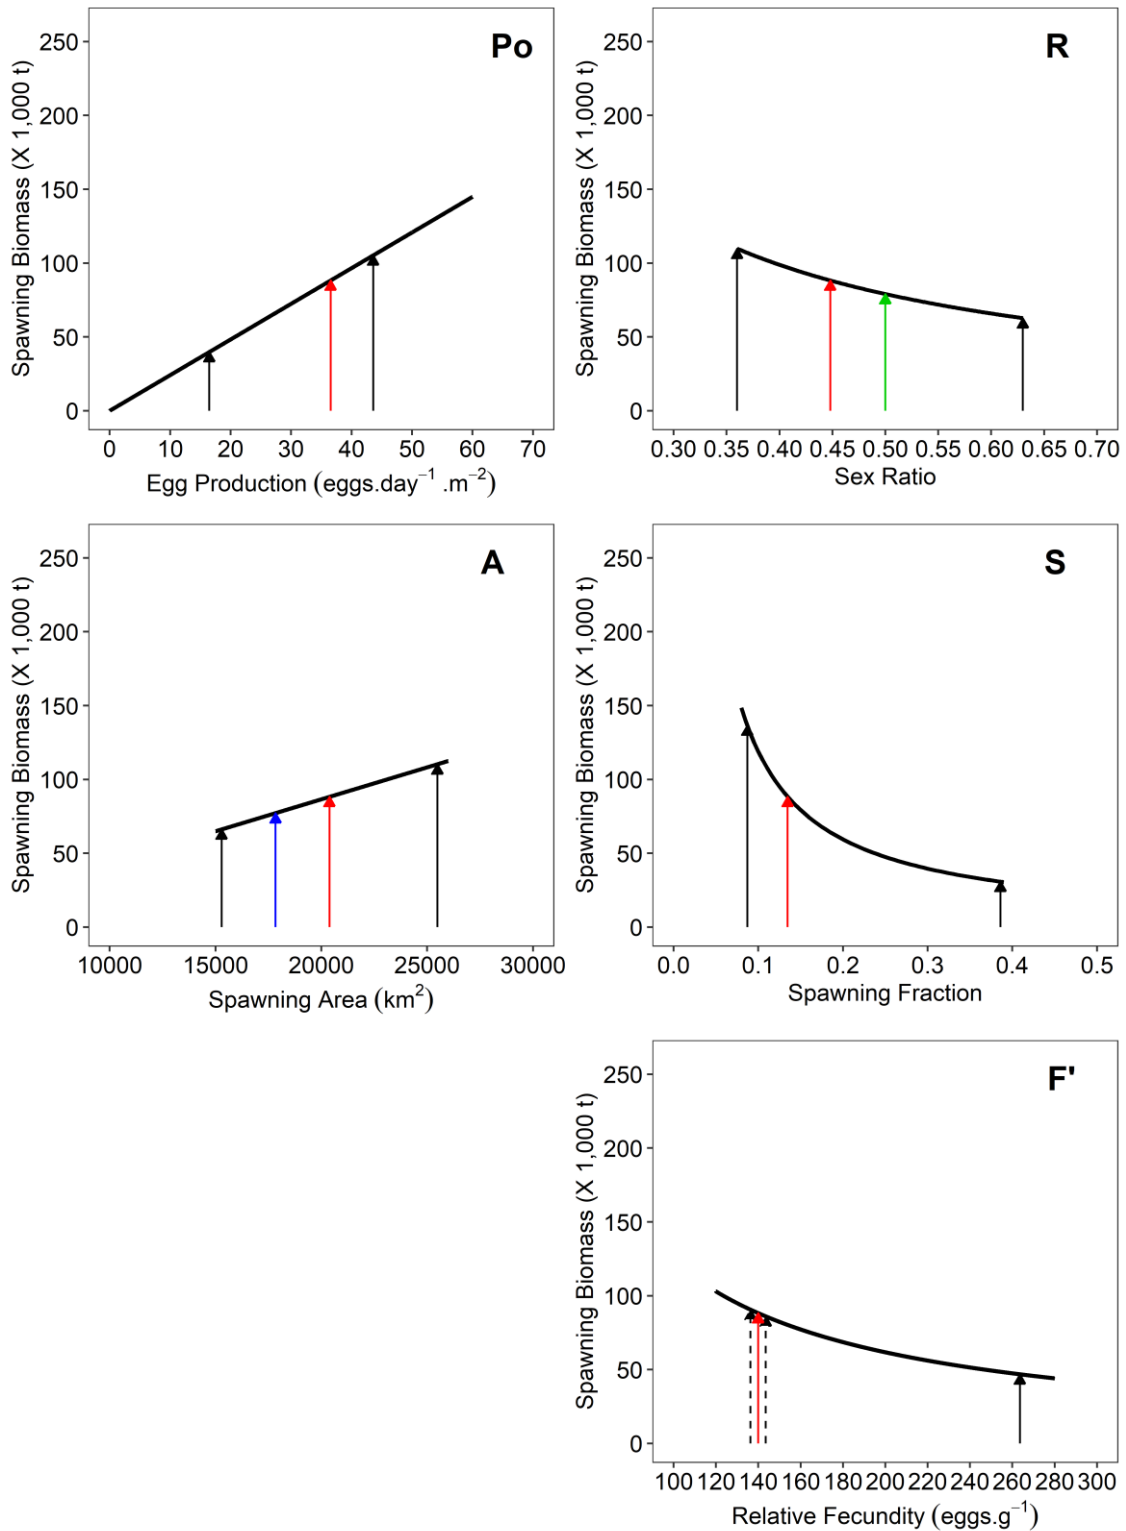 Po
Spawning Biomass (X 1,000 t)
250
200
150
100
50
0
0 10 20 30 40 50 60 70
Egg Production (eggs.day⁻¹ .m⁻²)
R
Spawning Biomass (X 1,000 t)
250
200
150
100
50
0
0.30 0.35 0.40 0.45 0.50 0.55 0.60 0.65 0.70
Sex Ratio
A
Spawning Biomass (X 1,000 t)
250
200
150
100
50
0
10000 15000 20000 25000 30000
Spawning Area (km²)
S
Spawning Biomass (X 1,000 t)
250
200
150
100
50
0
0.0 0.1 0.2 0.3 0.4 0.5
Spawning Fraction
F'
Spawning Biomass (X 1,000 t)
250
200
150
100
50
0
100 120 140 160 180 200 220 240 260 280 300
Relative Fecundity (eggs.g⁻¹)